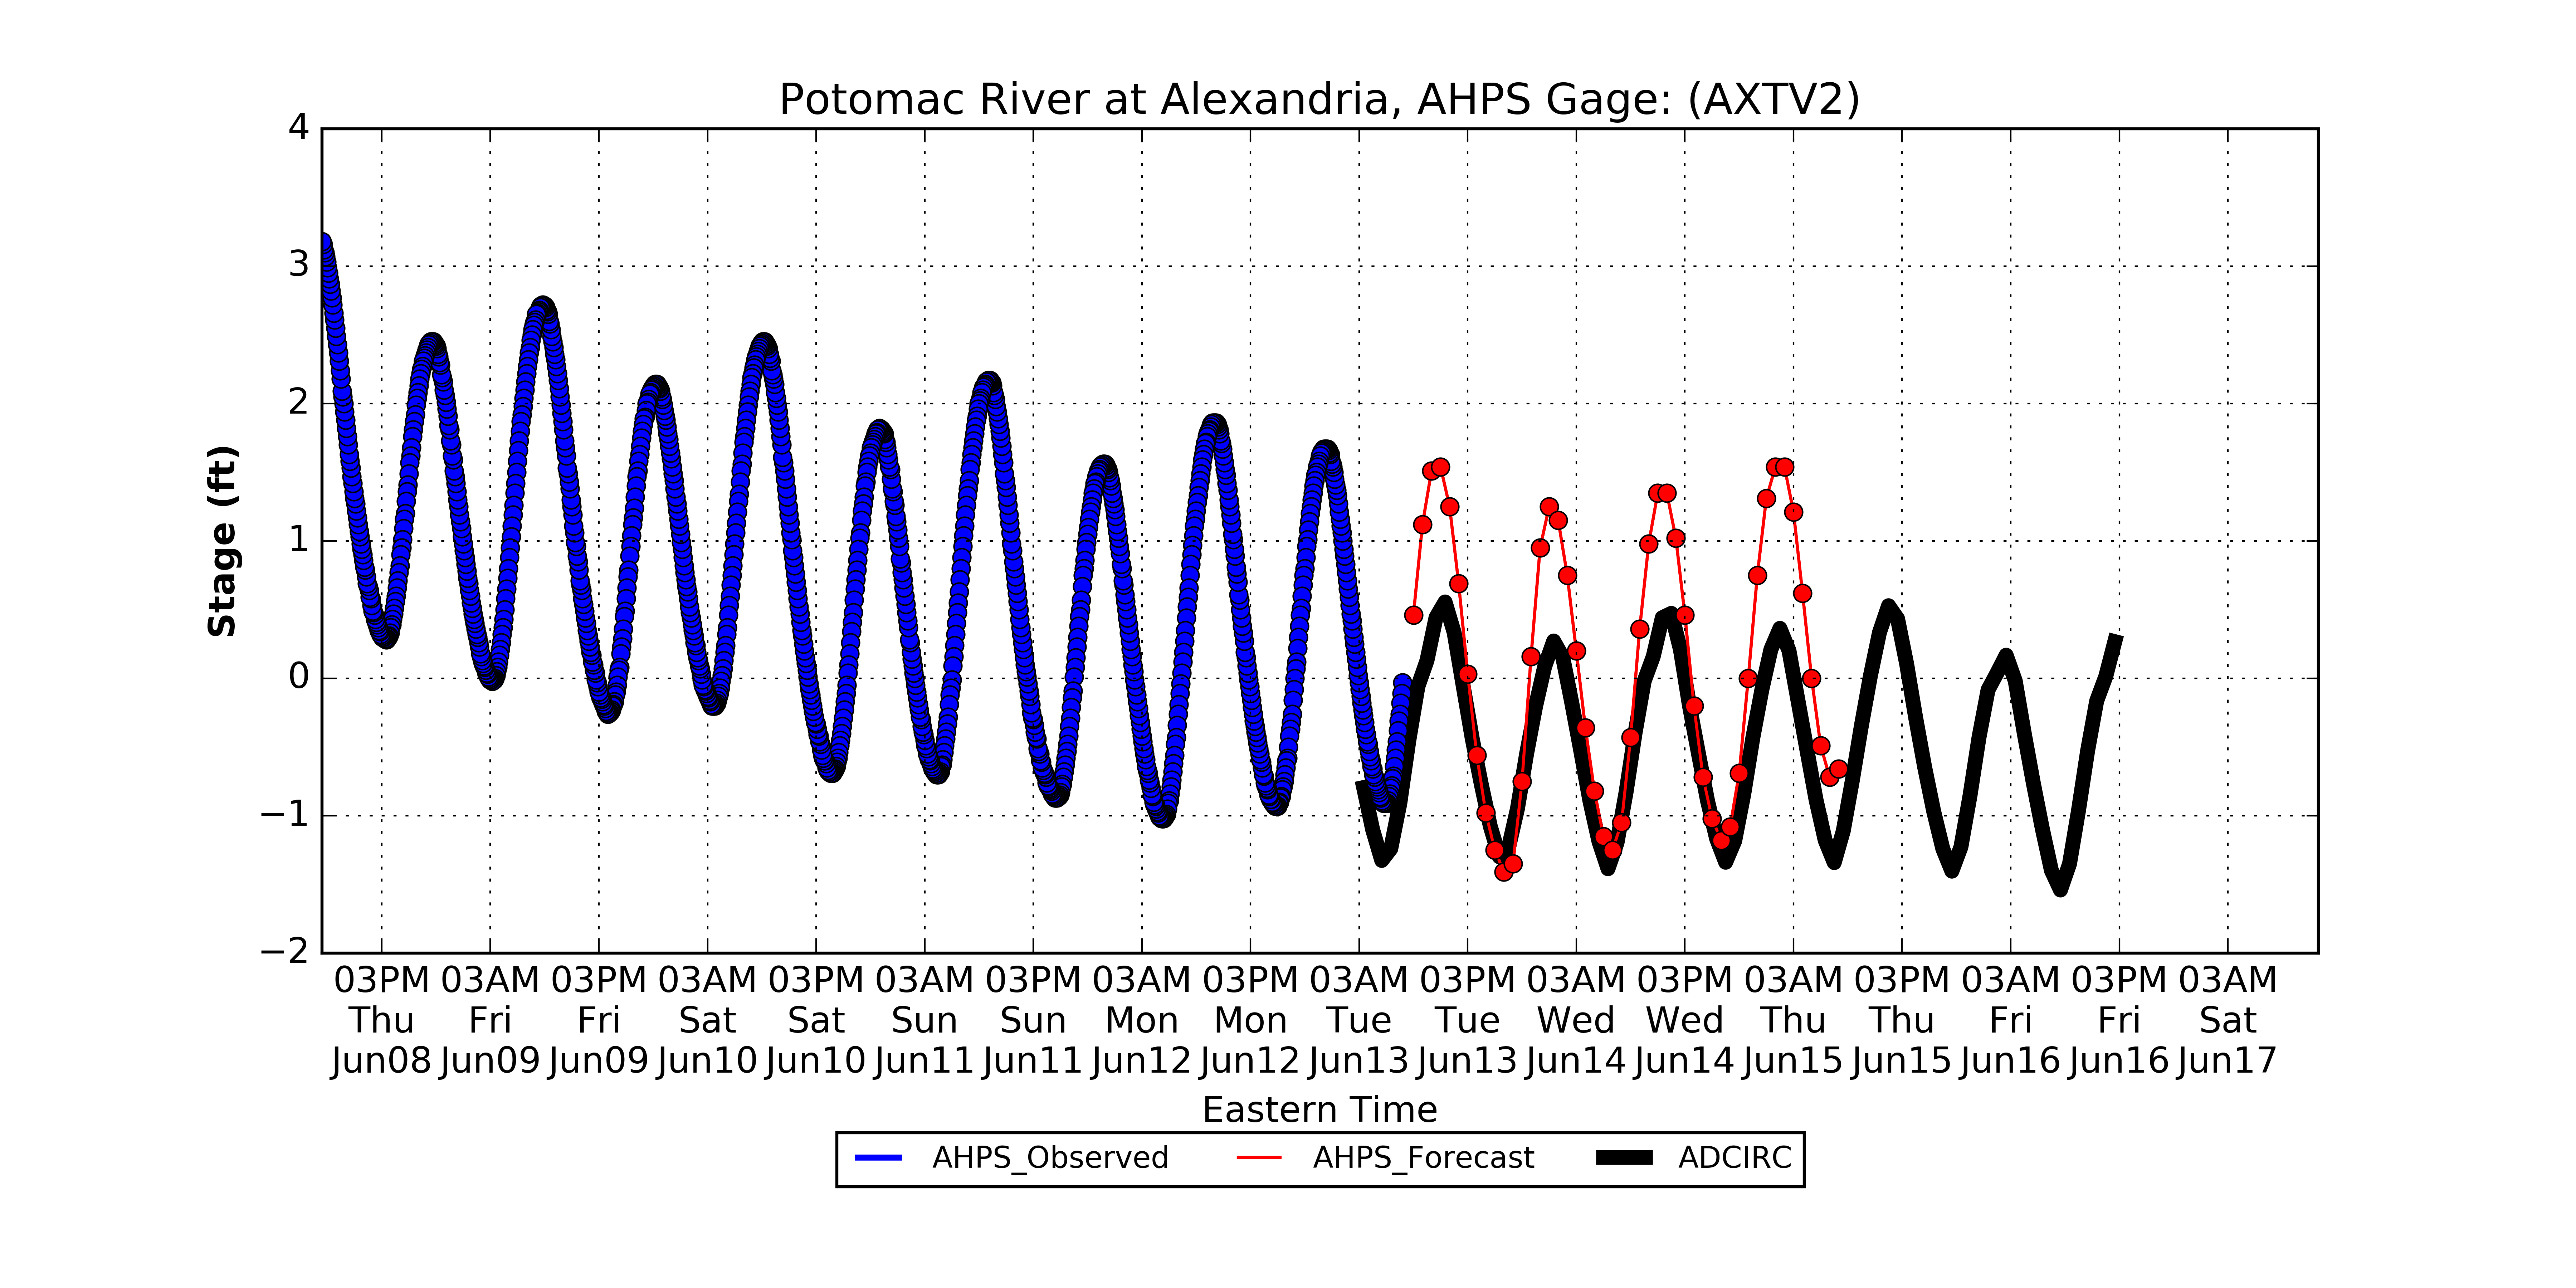 Potomac River at Alexandria, AHPS Gage: (AXTV2)
4
3
2
1
0
−1
−2
Stage (ft)
03PM 03AM 03PM 03AM 03PM 03AM 03PM 03AM 03PM 03AM 03PM 03AM 03PM 03AM 03PM 03AM 03PM 03AM
Thu Fri Fri Sat Sat Sun Sun Mon Mon Tue Tue Wed Wed Thu Thu Fri Fri Sat
Jun08 Jun09 Jun09 Jun10 Jun10 Jun11 Jun11 Jun12 Jun12 Jun13 Jun13 Jun14 Jun14 Jun15 Jun15 Jun16 Jun16 Jun17
Eastern Time
AHPS_Observed AHPS_Forecast ADCIRC